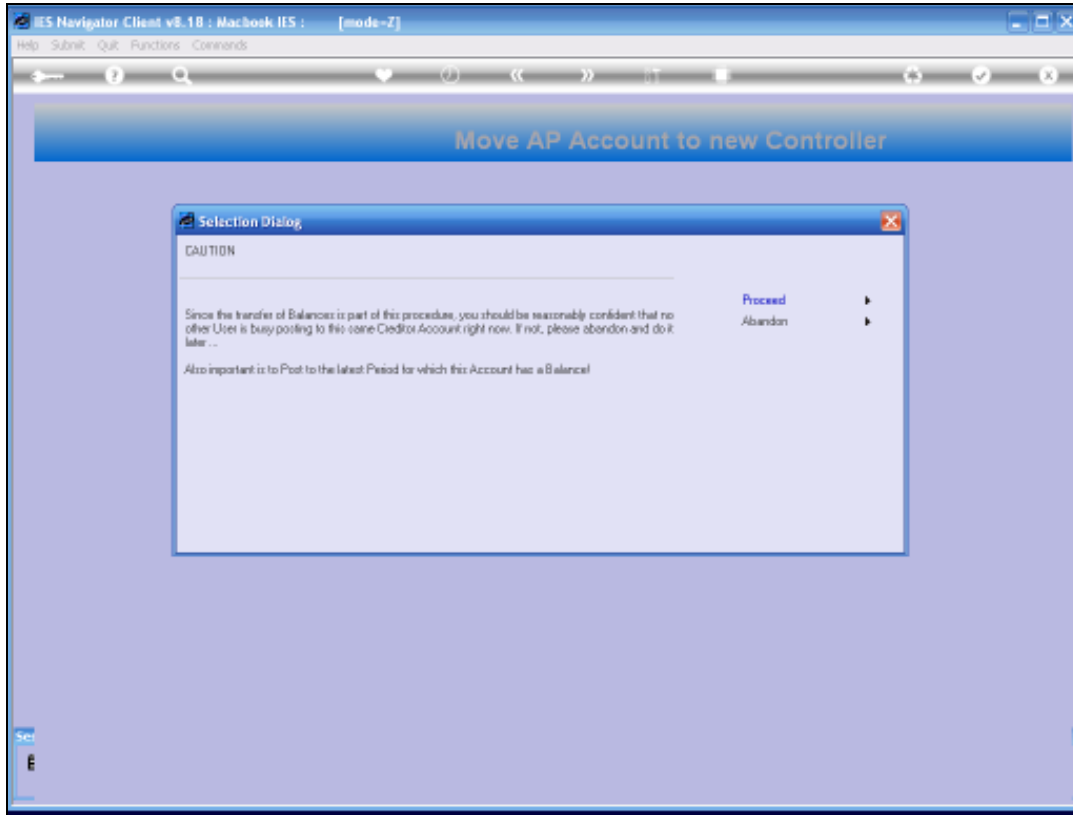 IES Navigator Client v8.18 : Macbook IES : [mode=Z]
Help Submit Quit Functions Commands
Move AP Account to new Controller
Selection Dialog
CAUTION
Since the transfer of Balances is part of this procedure, you should be reasonably confident that no
other User is busy posting to this same Creditor Account right now. If not, please abandon and do it
later ...
Also important is to Post to the latest Period for which this Account has a Balance!
Proceed
Abandon